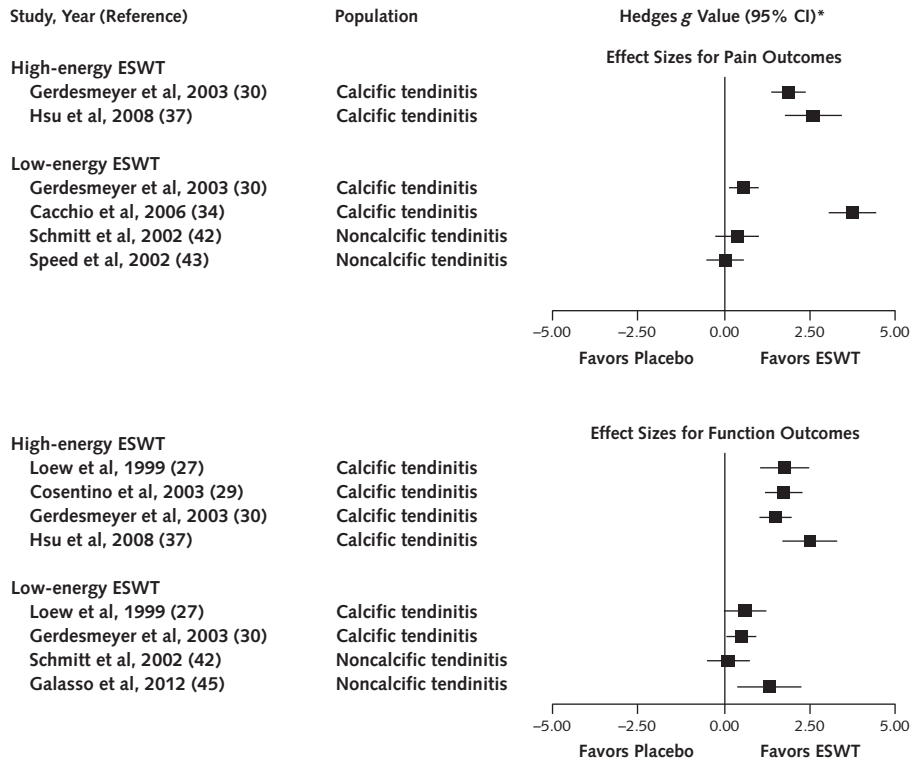 Study, Year (Reference) Population Hedges g Value (95% CI)*
Effect Sizes for Pain Outcomes
High-energy ESWT
Gerdesmeyer et al, 2003 (30) Calcific tendinitis
Hsu et al, 2008 (37) Calcific tendinitis
Low-energy ESWT
Gerdesmeyer et al, 2003 (30) Calcific tendinitis
Cacchio et al, 2006 (34) Calcific tendinitis
Schmitt et al, 2002 (42) Noncalcific tendinitis
Speed et al, 2002 (43) Noncalcific tendinitis
–5.00 –2.50 0.00 2.50 5.00
Favors Placebo Favors ESWT
Effect Sizes for Function Outcomes
High-energy ESWT
Loew et al, 1999 (27) Calcific tendinitis
Cosentino et al, 2003 (29) Calcific tendinitis
Gerdesmeyer et al, 2003 (30) Calcific tendinitis
Hsu et al, 2008 (37) Calcific tendinitis
Low-energy ESWT
Loew et al, 1999 (27) Calcific tendinitis
Gerdesmeyer et al, 2003 (30) Calcific tendinitis
Schmitt et al, 2002 (42) Noncalcific tendinitis
Galasso et al, 2012 (45) Noncalcific tendinitis
–5.00 –2.50 0.00 2.50 5.00
Favors Placebo Favors ESWT